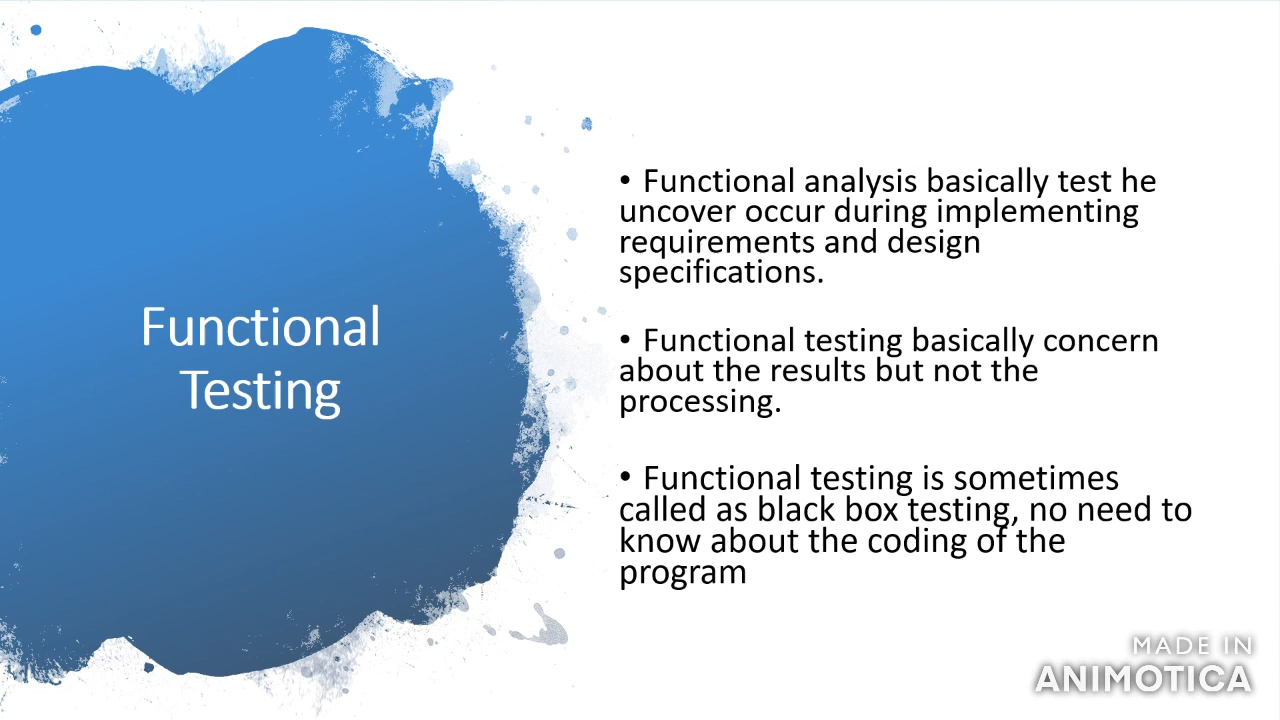 Functional
Testing
• Functional analysis basically test he
uncover occur during implementing
requirements and design
specifications.
• Functional testing basically concern
about the results but not the
processing.
• Functional testing is sometimes
called as black box testing, no need to
know about the coding of the
program
MADE IN
ANIMOTICA